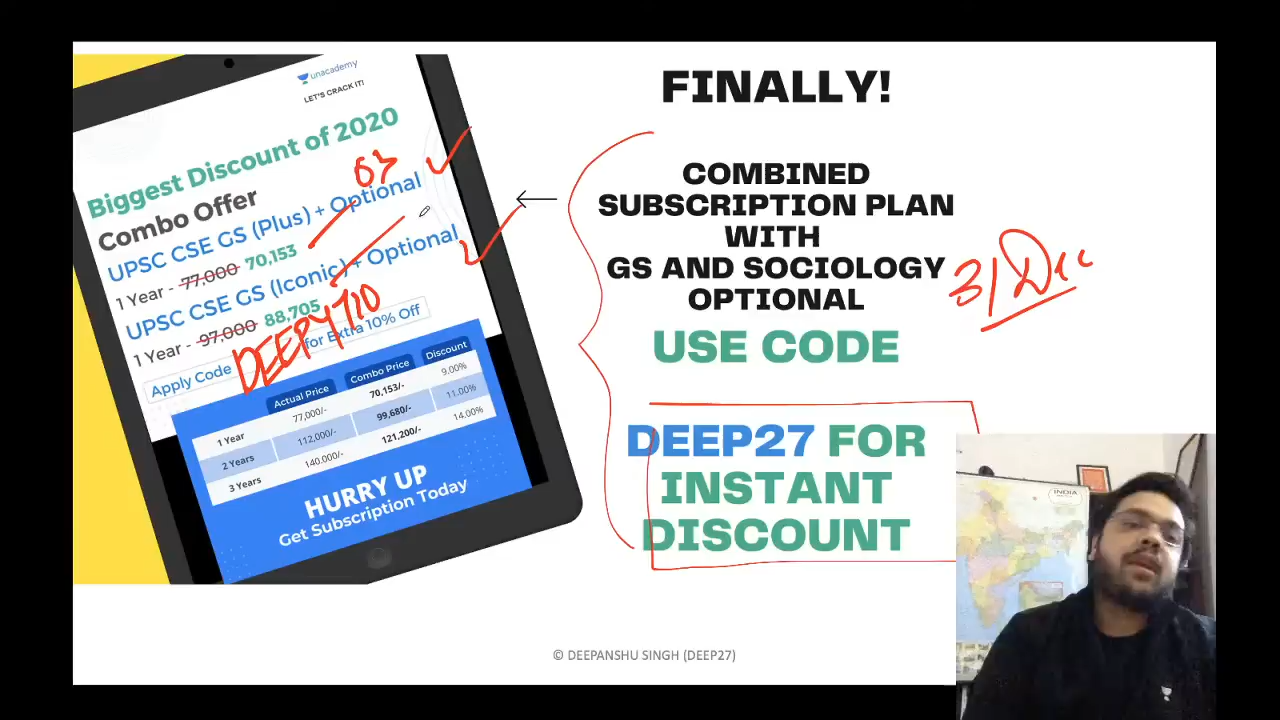 unacademy
LET'S CRACK IT!
Biggest Discount of 2020
Combo Offer
UPSC CSE GS (Plus) + Optional
1 Year - 77,000 70,153
UPSC CSE GS (Iconic) + Optional
1 Year - 97,000 88,705
Apply Code for Extra 10% Off
Actual Price Combo Price Discount
1 Year 77,000/- 70,153/- 9.00%
2 Years 112,000/- 99,680/- 11.00%
3 Years 140,000/- 121,200/- 14.00%
HURRY UP
Get Subscription Today
FINALLY!
COMBINED
SUBSCRIPTION PLAN
WITH
GS AND SOCIOLOGY
OPTIONAL
31 Dec
USE CODE
DEEP27 FOR
INSTANT
DISCOUNT
INDIA
© DEEPANSHU SINGH (DEEP27)